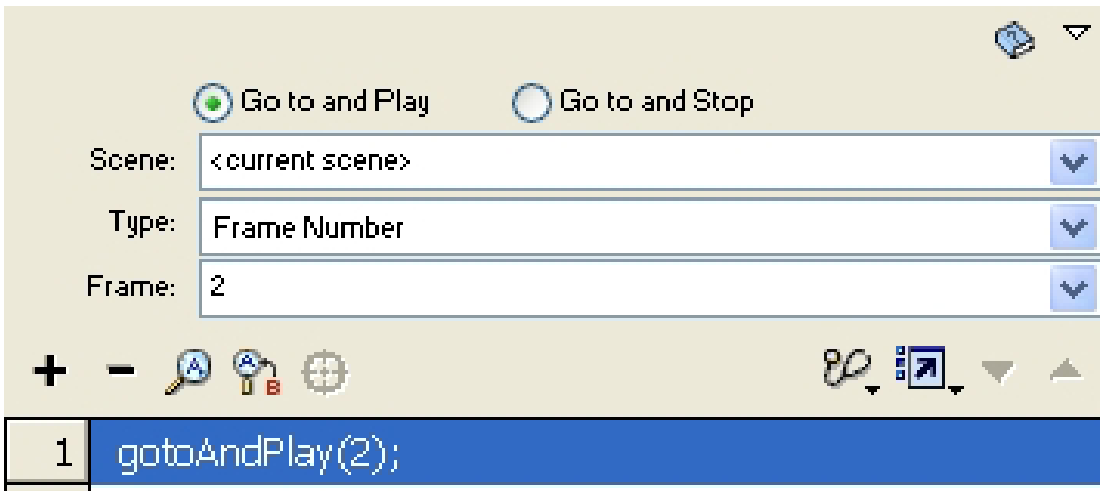 Go to and Play Go to and Stop
Scene: <current scene>
Type: Frame Number
Frame: 2
A A B
1 gotoAndPlay(2);